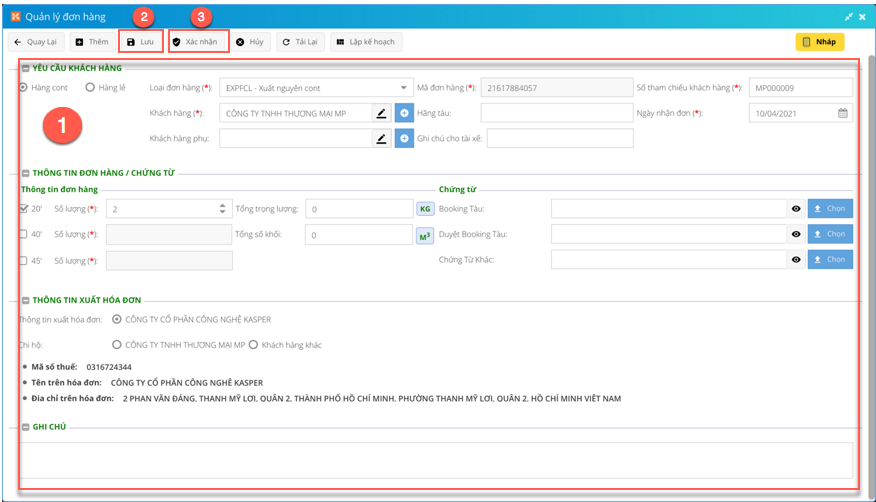 Quản lý đơn hàng
2
3
Quay Lại Thêm Lưu Xác nhận Hủy Tải Lại Lập kế hoạch Nháp
YÊU CẦU KHÁCH HÀNG
Hàng cont Hàng lẻ Loại đơn hàng (*): EXPFCL - Xuất nguyên cont Mã đơn hàng (*): 21617884057 Số tham chiếu khách hàng (*): MP000009
1
Khách hàng (*): CÔNG TY TNHH THƯƠNG MẠI MP Hãng tàu: Ngày nhận đơn (*): 10/04/2021
Khách hàng phụ: Ghi chú cho tài xế:
THÔNG TIN ĐƠN HÀNG / CHỨNG TỪ
Thông tin đơn hàng Chứng từ
20' Số lượng (*): 2 Tổng trọng lượng: 0 KG Booking Tàu: Chọn
40' Số lượng (*): Tổng số khối: 0 M³ Duyệt Booking Tàu: Chọn
45' Số lượng (*): Chứng Từ Khác: Chọn
THÔNG TIN XUẤT HÓA ĐƠN
Thông tin xuất hóa đơn: CÔNG TY CỔ PHẦN CÔNG NGHỆ KASPER
Chi hộ: CÔNG TY TNHH THƯƠNG MẠI MP Khách hàng khác
Mã số thuế: 0316724344
Tên trên hóa đơn: CÔNG TY CỔ PHẦN CÔNG NGHỆ KASPER
Địa chỉ trên hóa đơn: 2 PHAN VĂN ĐÁNG, THẠNH MỸ LỢI, QUẬN 2, THÀNH PHỐ HỒ CHÍ MINH, PHƯỜNG THẠNH MỸ LỢI, QUẬN 2, HỒ CHÍ MINH VIỆT NAM
GHI CHÚ